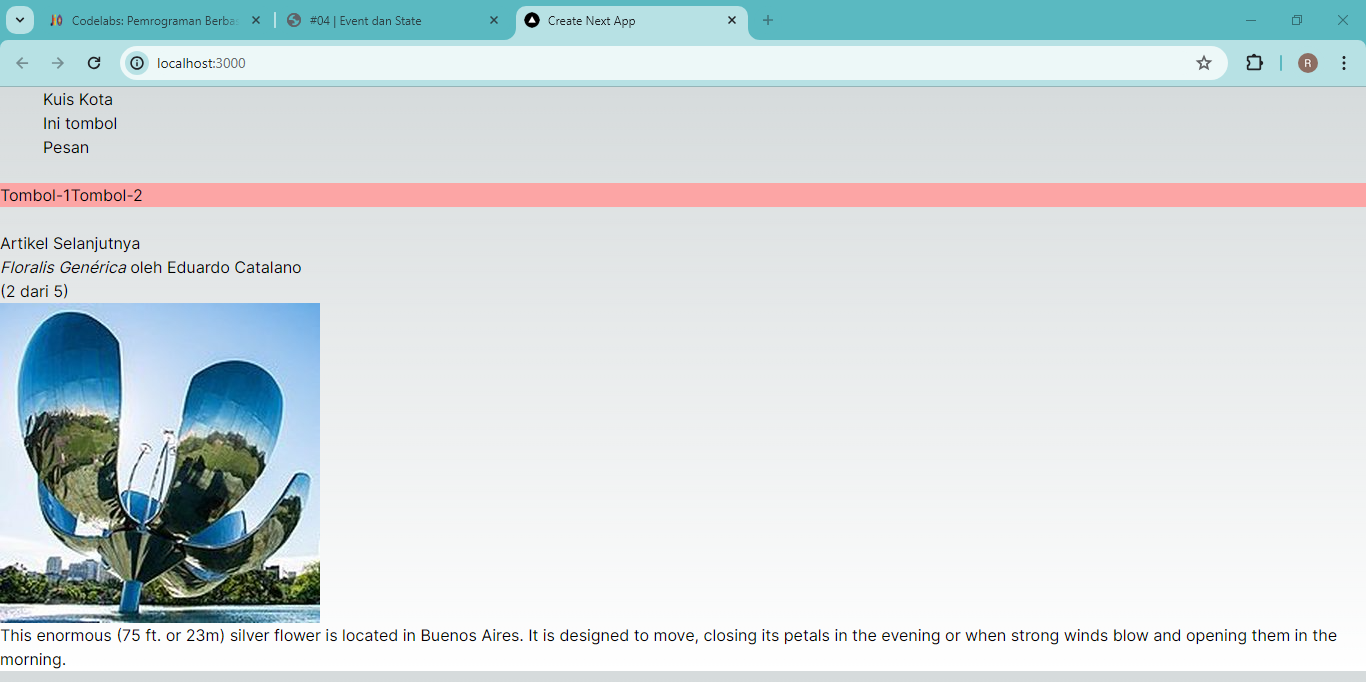 Codelabs: Pemrograman Berba
#04 | Event dan State
Create Next App
localhost:3000
R
Kuis Kota
Ini tombol
Pesan
Tombol-1Tombol-2
Artikel Selanjutnya
Floralis Genérica oleh Eduardo Catalano
(2 dari 5)
This enormous (75 ft. or 23m) silver flower is located in Buenos Aires. It is designed to move, closing its petals in the evening or when strong winds blow and opening them in the
morning.